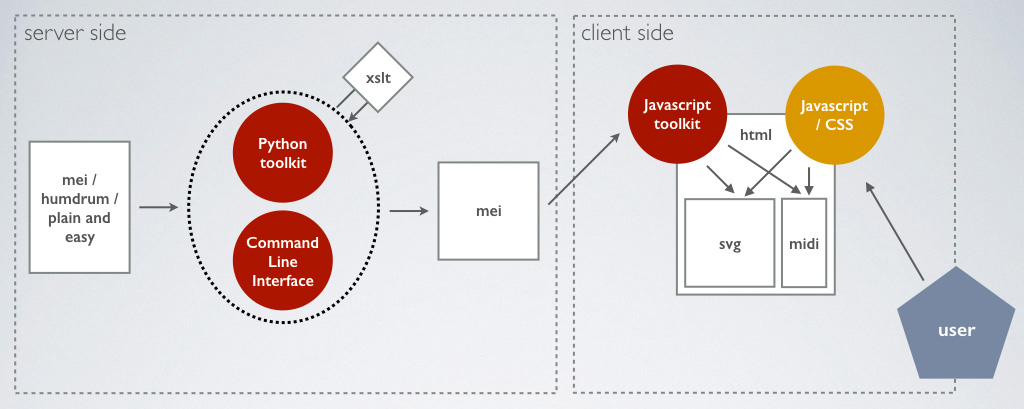 server side
client side
xslt
Python
toolkit
mei /
humdrum /
plain and
easy
Command
Line
Interface
mei
Javascript
toolkit
html
Javascript
/ CSS
svg
midi
user